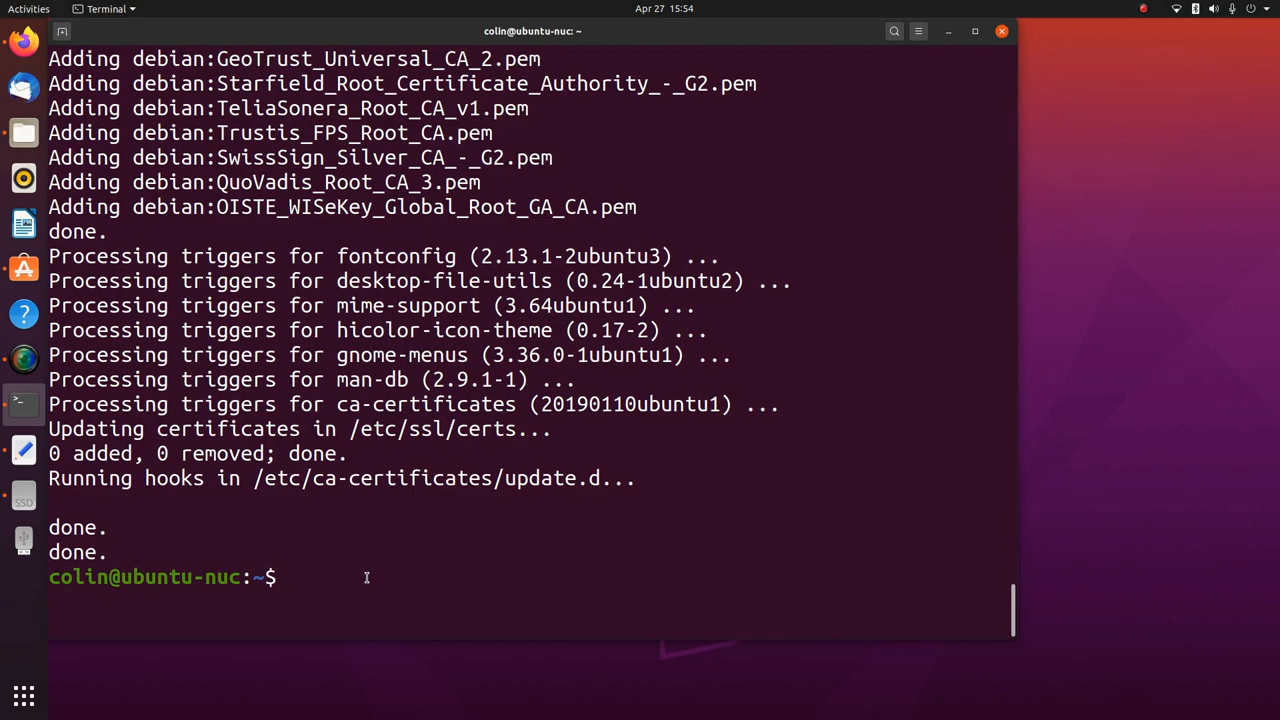 Activities
Terminal
Apr 27 15:54
colin@ubuntu-nuc: ~
Adding debian:GeoTrust_Universal_CA_2.pem
Adding debian:Starfield_Root_Certificate_Authority_-_G2.pem
Adding debian:TeliaSonera_Root_CA_v1.pem
Adding debian:Trustis_FPS_Root_CA.pem
Adding debian:SwissSign_Silver_CA_-_G2.pem
Adding debian:QuoVadis_Root_CA_3.pem
Adding debian:OISTE_WISeKey_Global_Root_GA_CA.pem
done.
Processing triggers for fontconfig (2.13.1-2ubuntu3) ...
Processing triggers for desktop-file-utils (0.24-1ubuntu2) ...
Processing triggers for mime-support (3.64ubuntu1) ...
Processing triggers for hicolor-icon-theme (0.17-2) ...
Processing triggers for gnome-menus (3.36.0-1ubuntu1) ...
Processing triggers for man-db (2.9.1-1) ...
Processing triggers for ca-certificates (20190110ubuntu1) ...
Updating certificates in /etc/ssl/certs...
0 added, 0 removed; done.
Running hooks in /etc/ca-certificates/update.d...
done.
done.
colin@ubuntu-nuc:~$
SSD